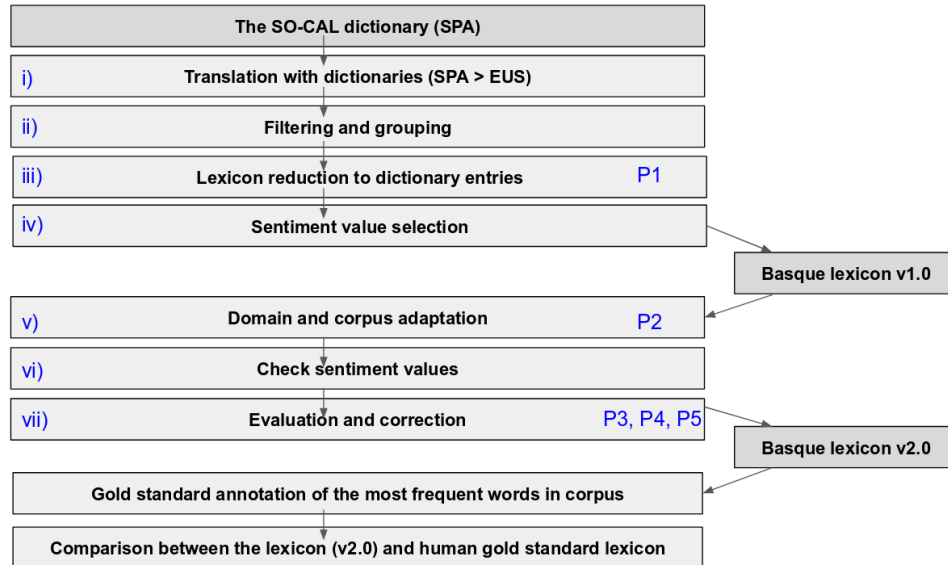 The SO-CAL dictionary (SPA)
i) Translation with dictionaries (SPA > EUS)
ii) Filtering and grouping
iii) Lexicon reduction to dictionary entries P1
iv) Sentiment value selection
Basque lexicon v1.0
v) Domain and corpus adaptation P2
vi) Check sentiment values
vii) Evaluation and correction P3, P4, P5
Basque lexicon v2.0
Gold standard annotation of the most frequent words in corpus
Comparison between the lexicon (v2.0) and human gold standard lexicon